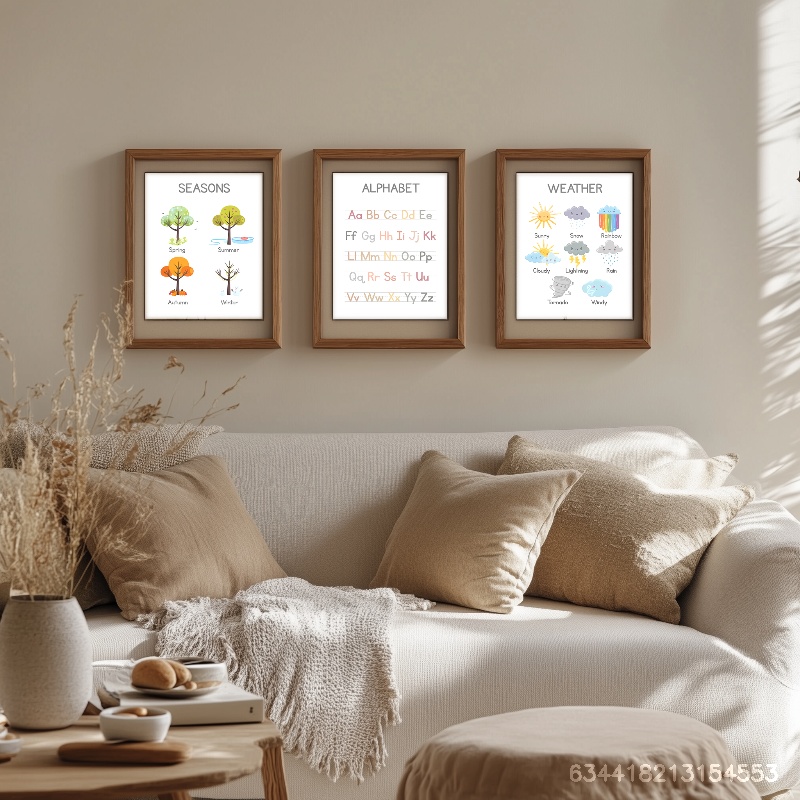 SEASONS
Spring Summer
Autumn Winter
ALPHABET
Aa Bb Cc Dd Ee
Ff Gg Hh Ii Jj Kk
Ll Mm Nn Oo Pp
Qq Rr Ss Tt Uu
Vv Ww Xx Yy Zz
WEATHER
Sunny Snow Rainbow
Cloudy Lightning Rain
Tornado Windy
634418213154553